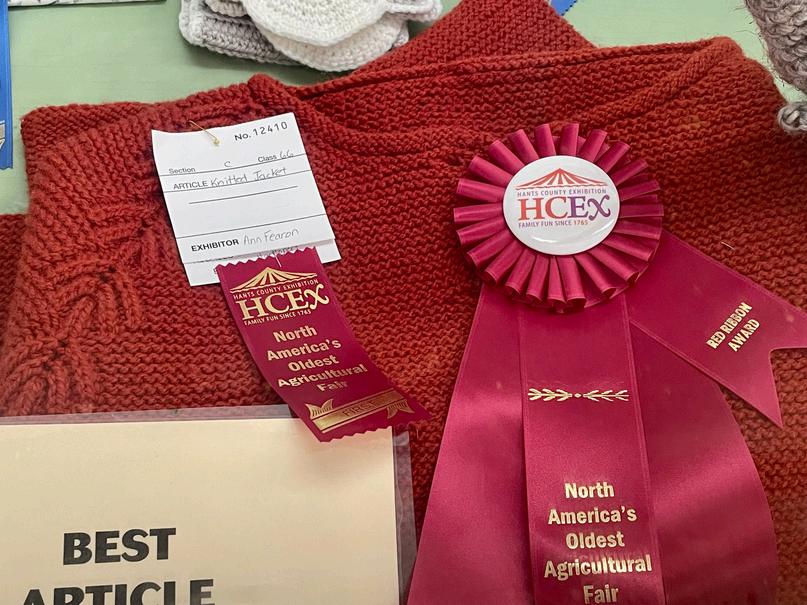 No. 12410
Section C Class 66
ARTICLE Knitted Jacket
EXHIBITOR Ann Fearon
HANTS COUNTY EXHIBITION
HCEX
FAMILY FUN SINCE 1765
North
America's
Oldest
Agricultural
Fair
FIRST
HANTS COUNTY EXHIBITION
HCEX
FAMILY FUN SINCE 1765
RED RIBBON
AWARD
North
America's
Oldest
Agricultural
Fair
BEST
ARTICLE